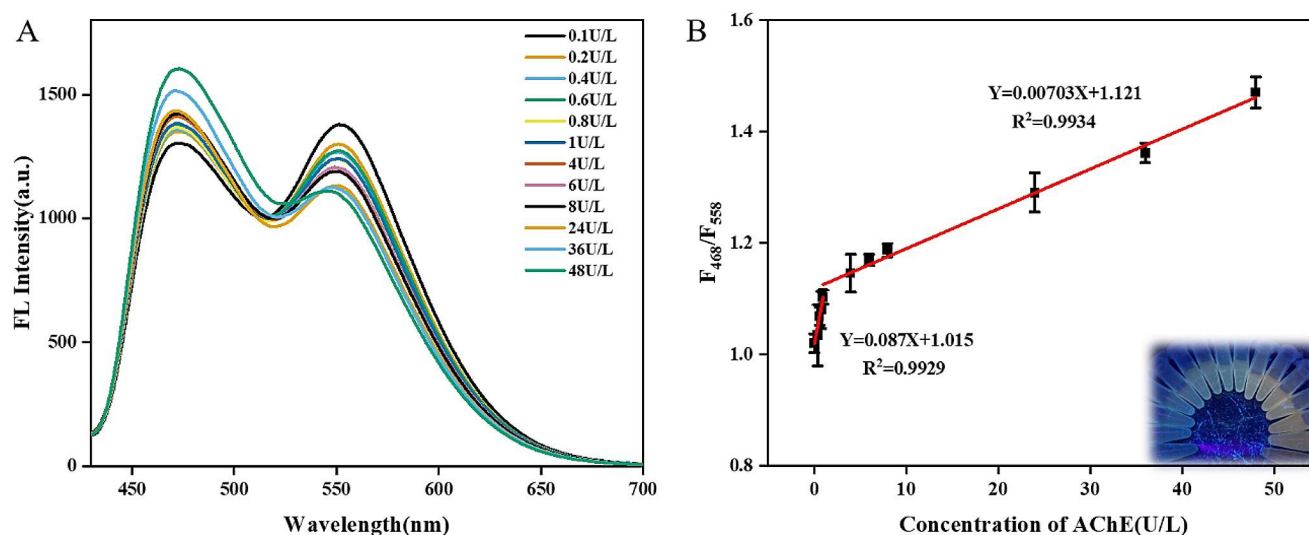 A
FL Intensity(a.u.)
1500
1000
500
0
450
500
550
600
650
700
Wavelength(nm)
0.1U/L
0.2U/L
0.4U/L
0.6U/L
0.8U/L
1U/L
4U/L
6U/L
8U/L
24U/L
36U/L
48U/L
B
F₄₆₈/F₅₅₈
1.6
1.4
1.2
1.0
0.8
Y=0.00703X+1.121
R²=0.9934
Y=0.087X+1.015
R²=0.9929
0
10
20
30
40
50
Concentration of AChE(U/L)